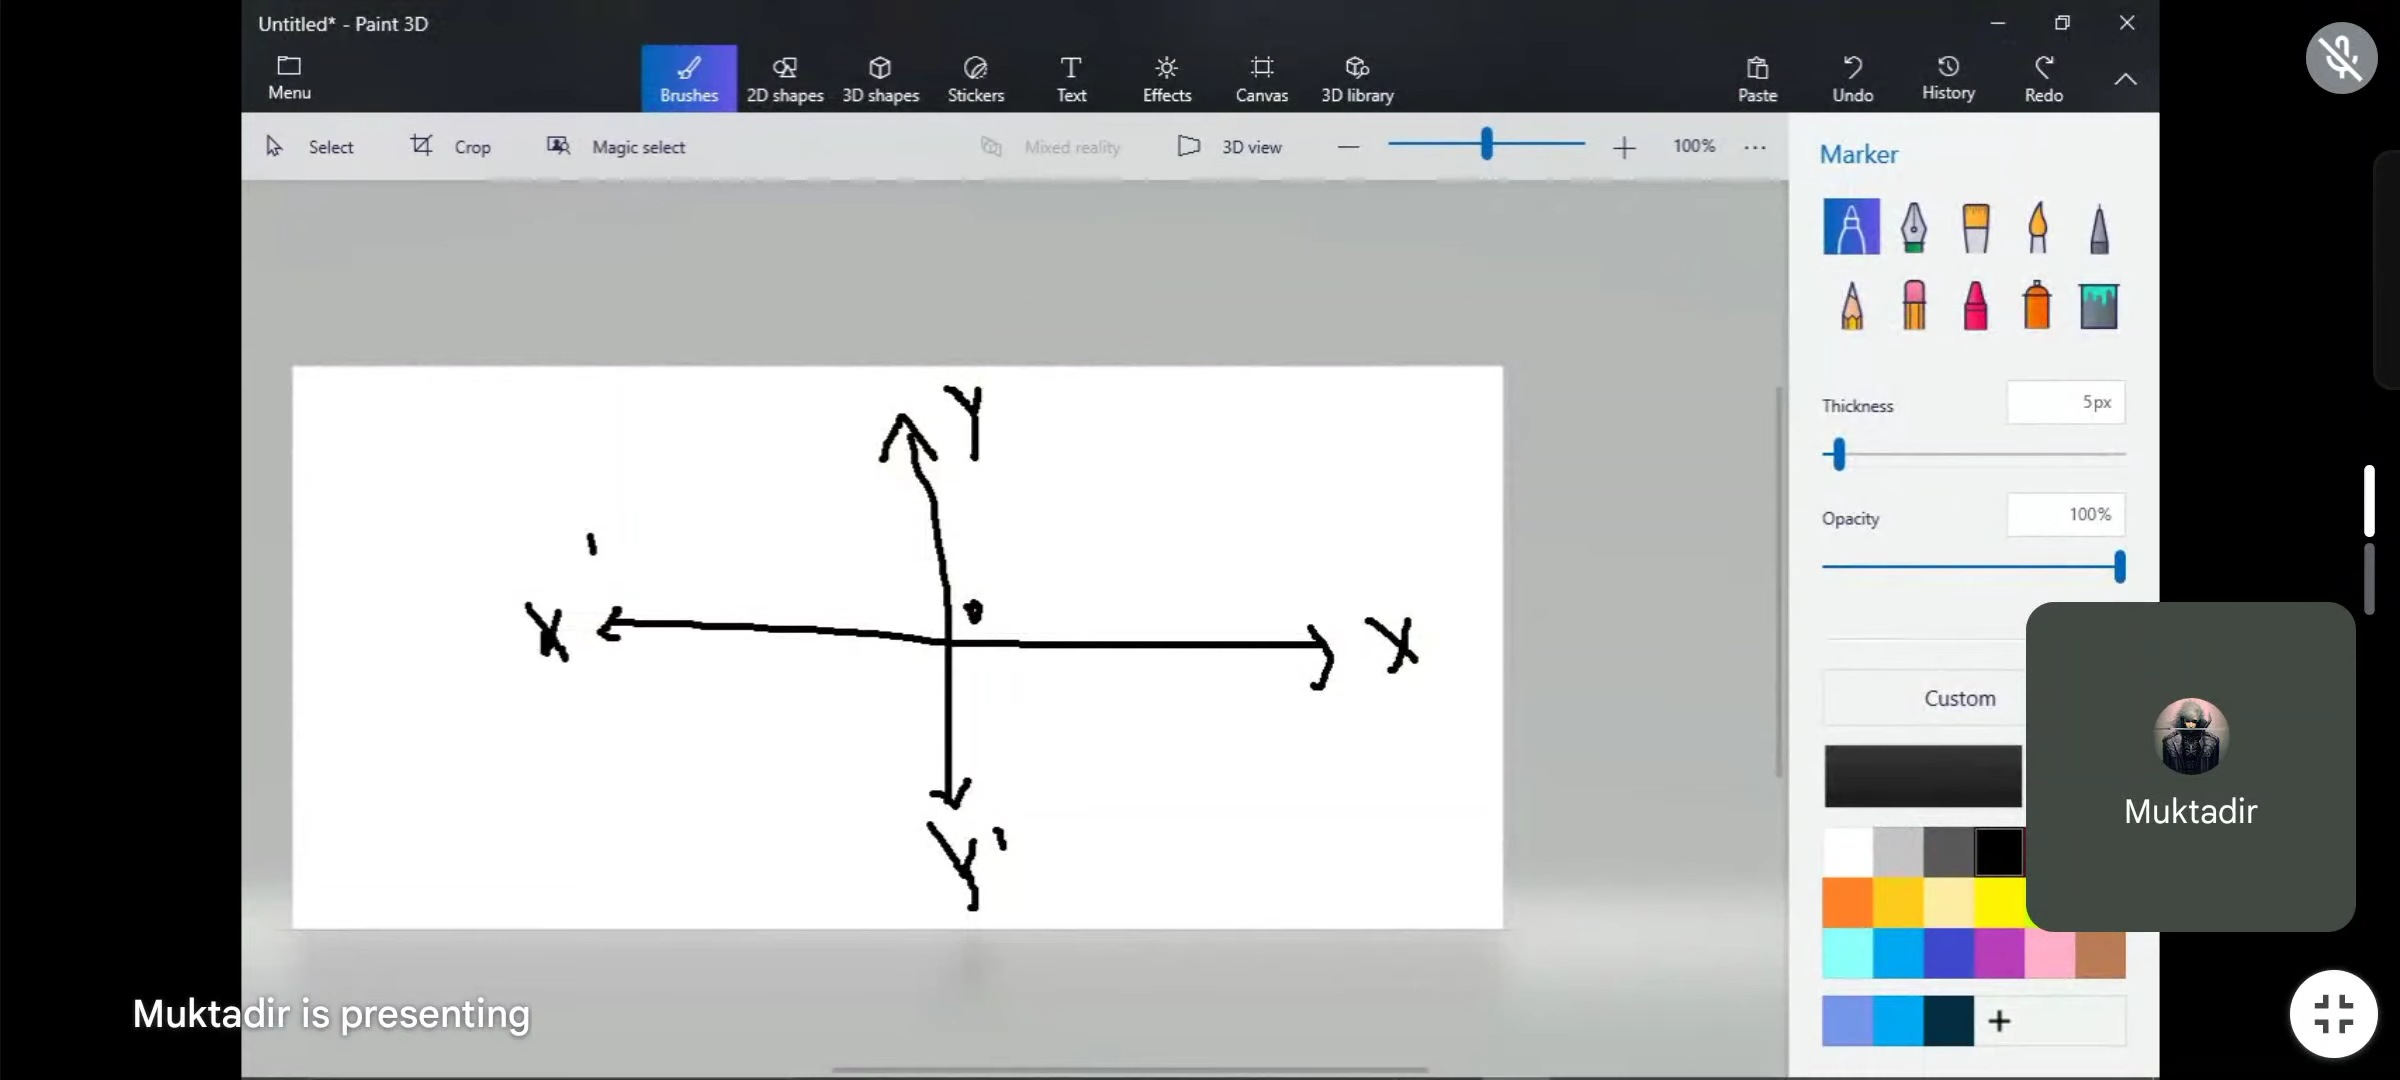 Untitled* - Paint 3D
Menu
Brushes 2D shapes 3D shapes Stickers Text Effects Canvas 3D library Paste Undo History Redo
Select Crop Magic select Mixed reality 3D view 100% ...
Marker
Thickness 5px
Opacity 100%
Custom
Y
X' X
Y'
Muktadir
Muktadir is presenting